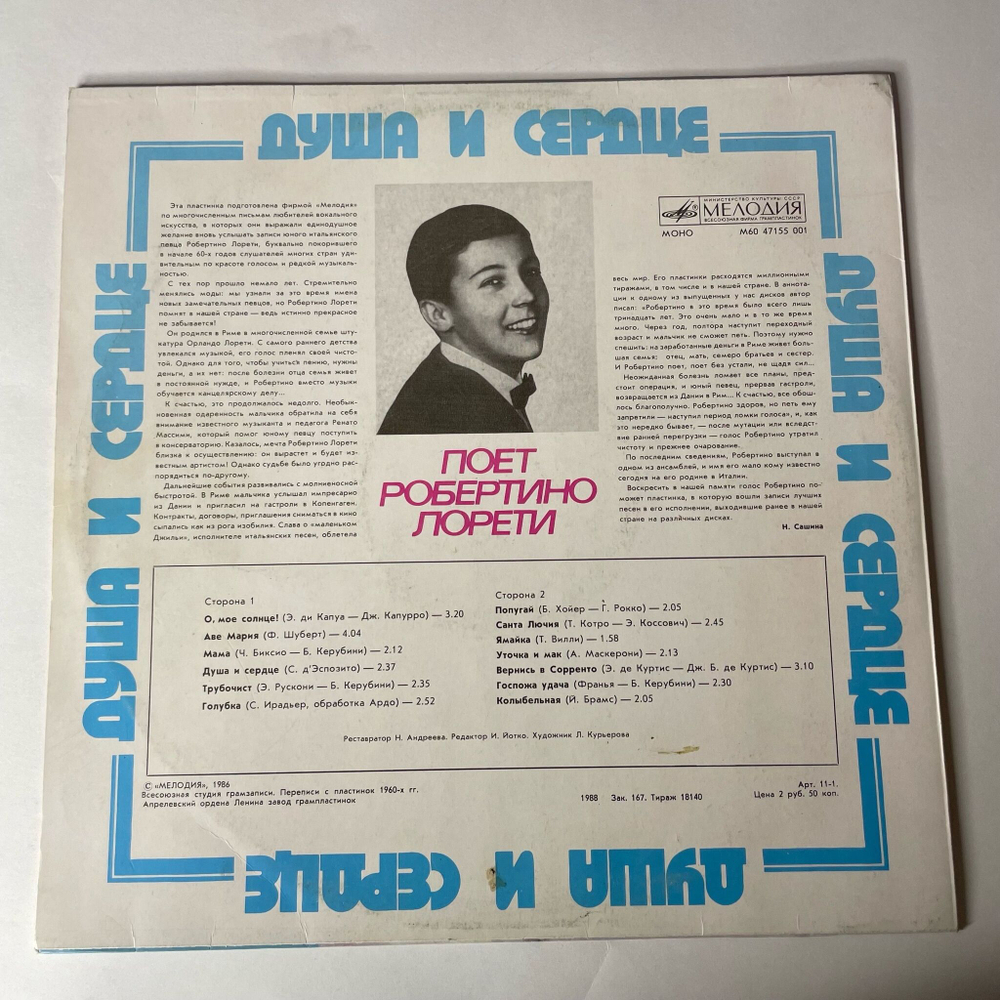 ДУША И СЕРДЦЕ
ДУША И СЕРДЦЕ
Эта пластинка подготовлена фирмой «Мелодия»
по многочисленным письмам любителей вокального
искусства, в которых они выражали единодушное
желание вновь услышать записи юного итальянского
певца Робертино Лорети, буквально покорившего
в начале 60-х годов слушателей многих стран уди-
вительным по красоте голосом и редкой музыкаль-
ностью.
С тех пор прошло немало лет. Стремительно
менялись моды: мы узнали за это время имена
новых замечательных певцов, но Робертино Лорети
помнят в нашей стране — ведь истинно прекрасное
не забывается!
Он родился в Риме в многочисленной семье шту-
катура Орландо Лорети. С самого раннего детства
увлекался музыкой, его голос пленял своей чисто-
той. Однако для того, чтобы учиться пению, нужны
деньги, а их нет: после болезни отца семья живет
в постоянной нужде, и Робертино вместо музыки
обучается канцелярскому делу...
К счастью, это продолжалось недолго. Необык-
новенная одаренность мальчика обратила на себя
внимание известного музыканта и педагога Ренато
Массими, который помог юному певцу поступить
в консерваторию. Казалось, мечта Робертино Лорети
близка к осуществлению: он вырастет и будет из-
вестным артистом! Однако судьбе было угодно рас-
порядиться по-другому.
Дальнейшие события развивались с молниеносной
быстротой. В Риме мальчика услышал импресарио
из Дании и пригласил на гастроли в Копенгаген.
Контракты, договоры, приглашения сниматься в кино
сыпались как из рога изобилия. Слава о «маленьком
Джильи», исполнителе итальянских песен, облетела
ПОЕТ
РОБЕРТИНО
ЛОРЕТИ
МИНИСТЕРСТВО КУЛЬТУРЫ СССР
МЕЛОДИЯ
ВСЕСОЮЗНАЯ ФИРМА ГРАМПЛАСТИНОК
МОНО М60 47155 001
весь мир. Его пластинки расходятся миллионными
тиражами, в том числе и в нашей стране. В аннота-
ции к одному из выпущенных у нас дисков автор
писал: «Робертино в это время было всего лишь
тринадцать лет. Это очень мало и в то же время
много. Через год, полтора наступит переходный
возраст и мальчик не сможет петь. Поэтому нужно
спешить: на заработанные деньги в Риме живет боль-
шая семья: отец, мать, семеро братьев и сестер.
И Робертино поет, поет без устали, не щадя сил...
Неожиданная болезнь ломает все планы, пред-
стоит операция, и юный певец, прервав гастроли,
возвращается из Дании в Рим... К счастью, все обош-
лось благополучно. Робертино здоров, но петь ему
запретили — наступил период ломки голоса», и, как
это нередко бывает, — после мутации или вследст-
вие ранней перегрузки — голос Робертино утратил
чистоту и прежнее очарование.
По последним сведениям, Робертино выступал в
одном из ансамблей, и имя его мало кому известно
сегодня на его родине в Италии.
Воскресить в нашей памяти голос Робертино по-
может пластинка, в которую вошли записи лучших
песен в его исполнении, выходившие ранее в нашей
стране на различных дисках.
Н. Сашина
ДУША И СЕРДЦЕ
Сторона 1
О, мое солнце! (Э. ди Капуа — Дж. Капурро) — 3.20
Аве Мария (Ф. Шуберт) — 4.04
Мама (Ч. Биксио — Б. Керубини) — 2.12
Душа и сердце (С. д'Эспозито) — 2.37
Трубочист (Э. Рускони — Б. Керубини) — 2.35
Голубка (С. Ирадьер, обработка Ардо) — 2.52
Сторона 2
Попугай (Б. Хойер — Г. Рокко) — 2.05
Санта Лючия (Т. Котро — Э. Коссович) — 2.45
Ямайка (Т. Вилли) — 1.58
Уточка и мак (А. Маскерони) — 2.13
Вернись в Сорренто (Э. де Куртис — Дж. Б. де Куртис) — 3.10
Госпожа удача (Франья — Б. Керубини) — 2.30
Колыбельная (Й. Брамс) — 2.05
Реставратор Н. Андреева. Редактор И. Йотко. Художник Л. Курьерова
© «МЕЛОДИЯ», 1986
Всесоюзная студия грамзаписи. Переписи с пластинок 1960-х гг.
Апрелевский ордена Ленина завод грампластинок
1988 Зак. 167. Тираж 18140
Арт. 11-1.
Цена 2 руб. 50 коп.
ДУША И СЕРДЦЕ